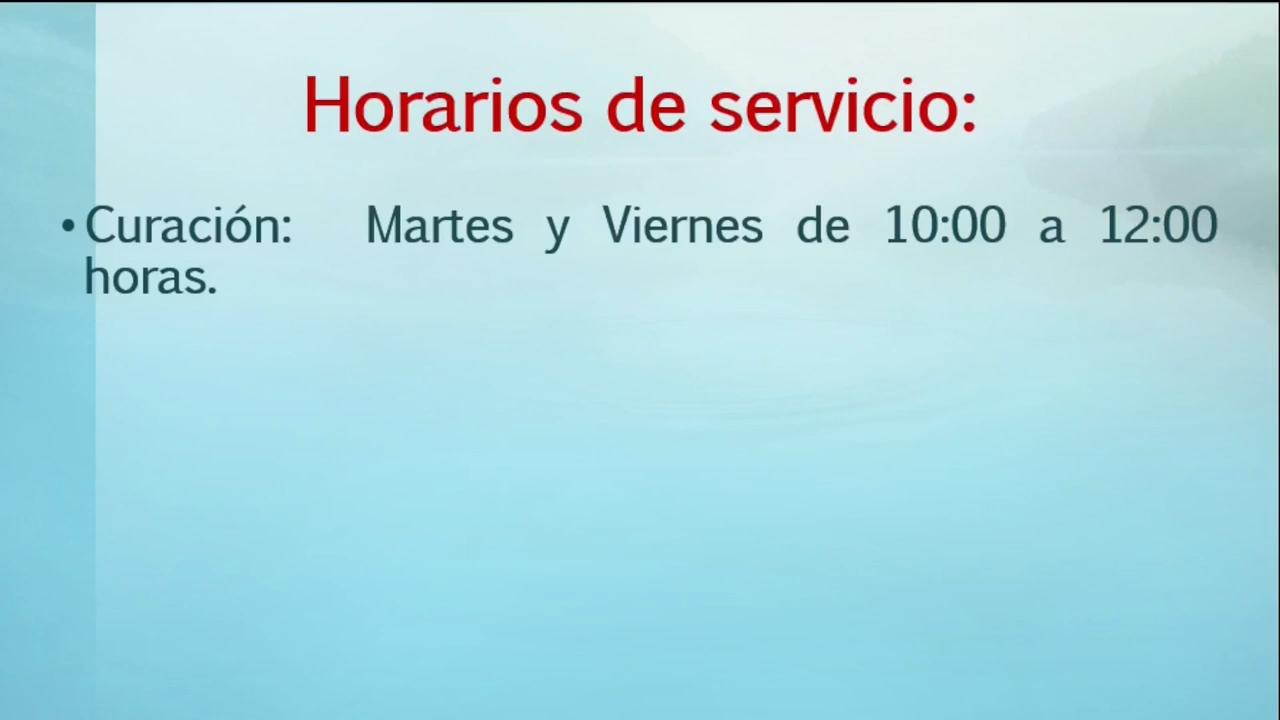 Horarios de servicio:
• Curación: Martes y Viernes de 10:00 a 12:00
horas.